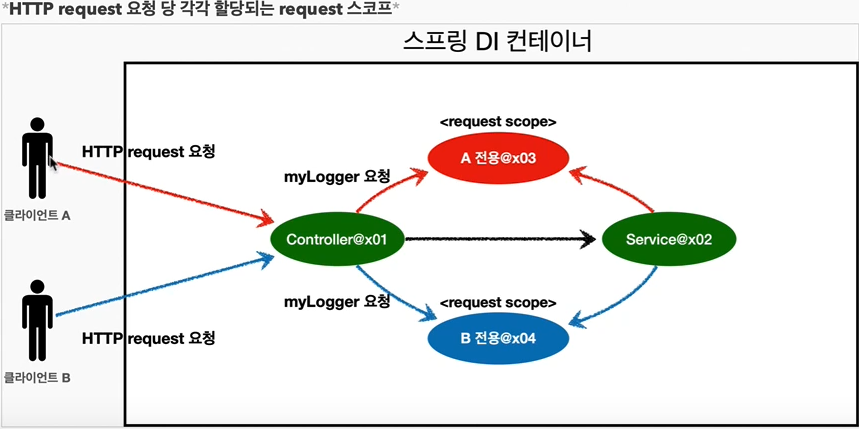 *HTTP request 요청 당 각각 할당되는 request 스코프*
스프링 DI 컨테이너
<request scope>
HTTP request 요청
A 전용@x03
myLogger 요청
클라이언트 A
Controller@x01
Service@x02
myLogger 요청
<request scope>
HTTP request 요청
B 전용@x04
클라이언트 B